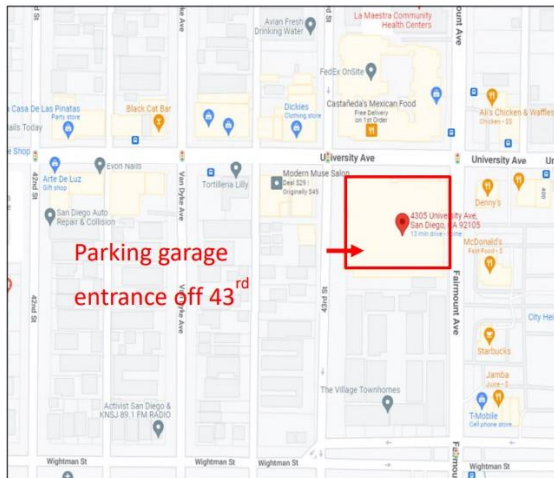 Avian Fresh
Drinking Water
La Maestra Community
Health Centers
Fairmount Ave
FedEx OnSite
Casa De Las Pinatas
Party store
Black Cat Bar
Dickies
Clothing store
Castañeda's Mexican Food
Free Delivery
on 1st Order
Ali's Chicken & Waffles
Chicken
University Ave
University Ave
Arte De Luz
Gift shop
Evon Nails
Tortilleria Lilly
Modern Muse Salon
Deal $29
Originally $45
Denny's
San Diego Auto
Repair & Collision
4305 University Ave,
San Diego, CA 92105
13 min drive - home
McDonald's
Fast Food
Parking garage
entrance off 43rd
42nd St
42nd St
Van Dyke Ave
43rd St
Fairmount Ave
City Hei
Starbucks
The Village Townhomes
Jamba
Juice
Activist San Diego &
KNSJ 89.1 FM RADIO
T-Mobile
Cell phone store
Wightman St
Wightman St
Wightman St
Wightman St